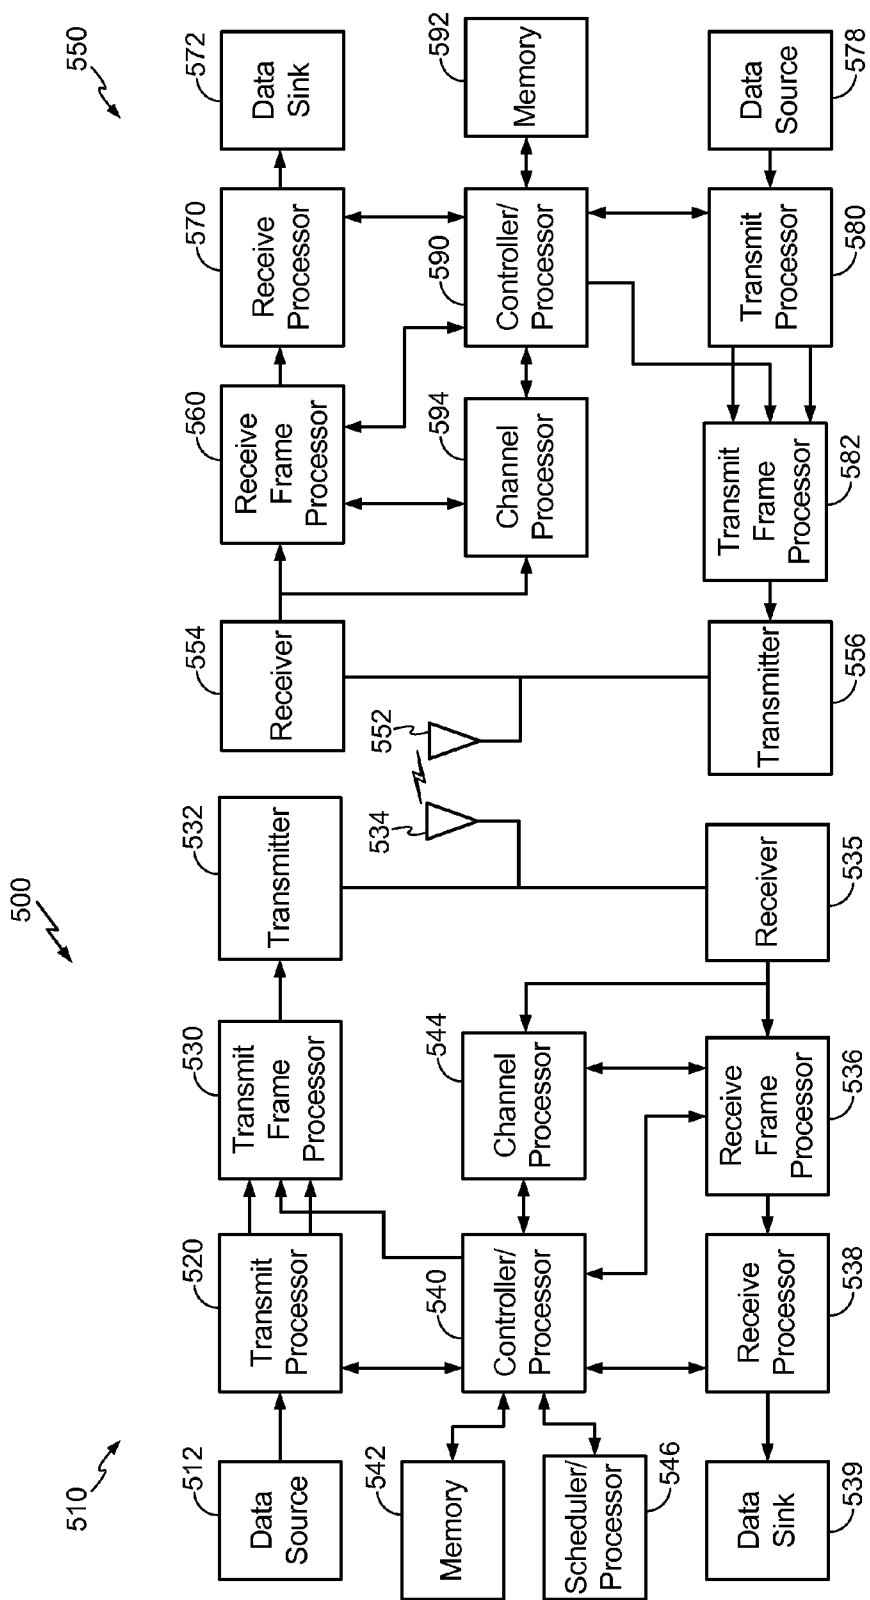 500
510
550
512
Data
Source
520
Transmit
Processor
530
Transmit
Frame
Processor
532
Transmitter
554
Receiver
560
Receive
Frame
Processor
570
Receive
Processor
572
Data
Sink
534
552
542
Memory
540
Controller/
Processor
544
Channel
Processor
594
Channel
Processor
590
Controller/
Processor
592
Memory
Scheduler/
Processor
546
Data
Sink
539
Receive
Processor
538
Receive
Frame
Processor
536
Receiver
535
Transmitter
556
Transmit
Frame
Processor
582
Transmit
Processor
580
Data
Source
578